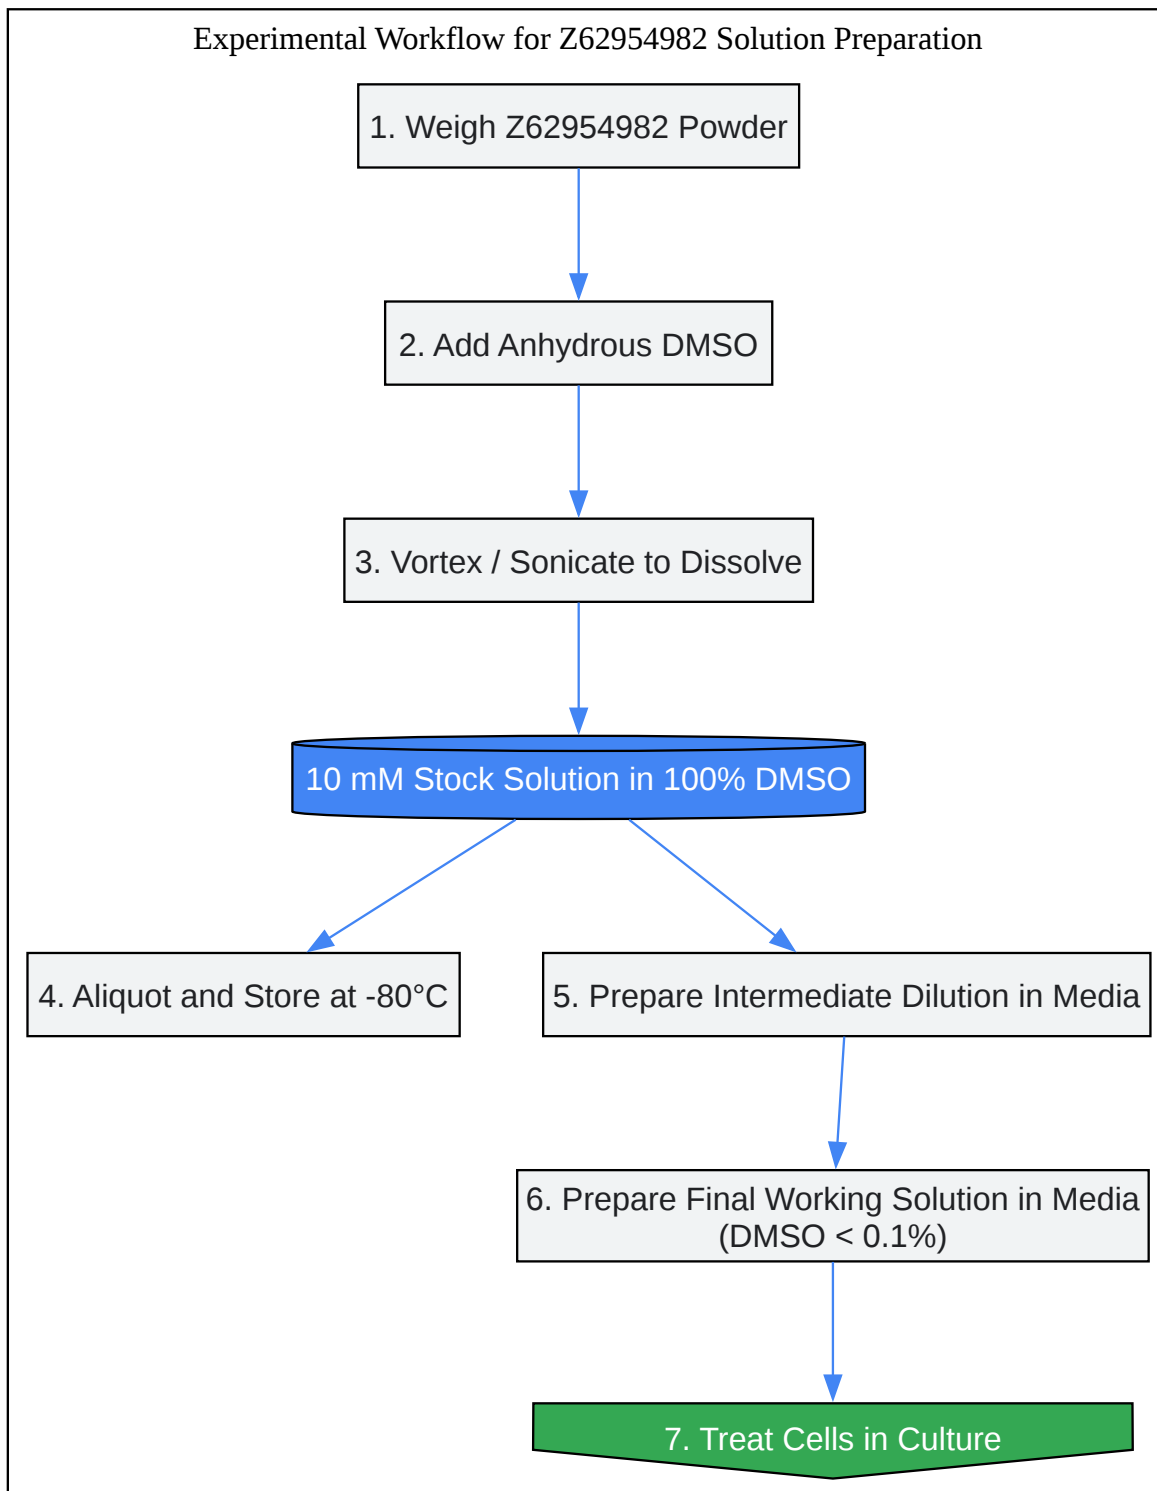 Experimental Workflow for Z62954982 Solution Preparation
1. Weigh Z62954982 Powder
2. Add Anhydrous DMSO
3. Vortex / Sonicate to Dissolve
10 mM Stock Solution in 100% DMSO
4. Aliquot and Store at -80°C
5. Prepare Intermediate Dilution in Media
6. Prepare Final Working Solution in Media
(DMSO < 0.1%)
7. Treat Cells in Culture